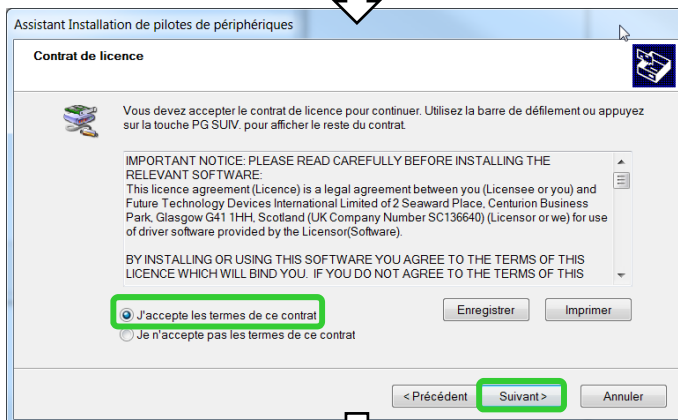 Assistant Installation de pilotes de périphériques
Contrat de licence
Vous devez accepter le contrat de licence pour continuer. Utilisez la barre de défilement ou appuyez
sur la touche PG SUIV. pour afficher le reste du contrat.
IMPORTANT NOTICE: PLEASE READ CAREFULLY BEFORE INSTALLING THE
RELEVANT SOFTWARE:
This licence agreement (Licence) is a legal agreement between you (Licensee or you) and
Future Technology Devices International Limited of 2 Seaward Place, Centurion Business
Park, Glasgow G41 1HH, Scotland (UK Company Number SC136640) (Licensor or we) for use
of driver software provided by the Licensor(Software).
BY INSTALLING OR USING THIS SOFTWARE YOU AGREE TO THE TERMS OF THIS
LICENCE WHICH WILL BIND YOU. IF YOU DO NOT AGREE TO THE TERMS OF THIS
J'accepte les termes de ce contrat
Enregistrer
Imprimer
Je n'accepte pas les termes de ce contrat
< Précédent
Suivant >
Annuler